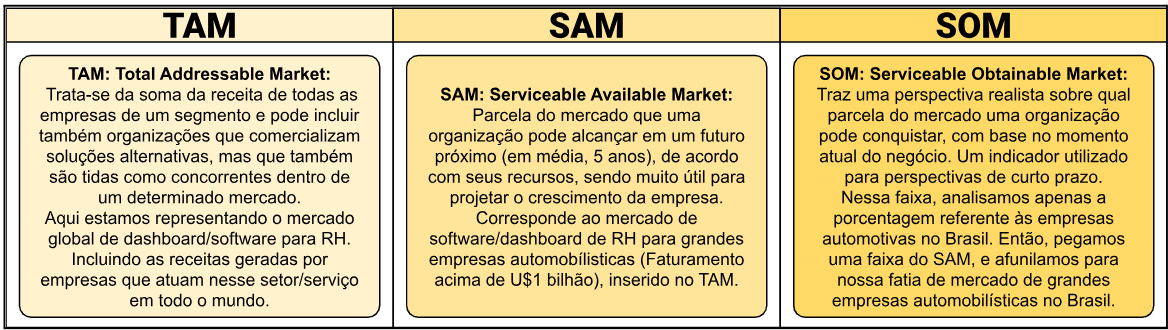 TAM
TAM: Total Addressable Market:
Trata-se da soma da receita de todas as
empresas de um segmento e pode incluir
também organizações que comercializam
soluções alternativas, mas que também
são tidas como concorrentes dentro de
um determinado mercado.
Aqui estamos representando o mercado
global de dashboard/software para RH.
Incluindo as receitas geradas por
empresas que atuam nesse setor/serviço
em todo o mundo.
SAM
SAM: Serviceable Available Market:
Parcela do mercado que uma
organização pode alcançar em um futuro
próximo (em média, 5 anos), de acordo
com seus recursos, sendo muito útil para
projetar o crescimento da empresa.
Corresponde ao mercado de
software/dashboard de RH para grandes
empresas automobílisticas (Faturamento
acima de U$1 bilhão), inserido no TAM.
SOM
SOM: Serviceable Obtainable Market:
Traz uma perspectiva realista sobre qual
parcela do mercado uma organização
pode conquistar, com base no momento
atual do negócio. Um indicador utilizado
para perspectivas de curto prazo.
Nessa faixa, analisamos apenas a
porcentagem referente às empresas
automotivas no Brasil. Então, pegamos
uma faixa do SAM, e afunilamos para
nossa fatia de mercado de grandes
empresas automobilísticas no Brasil.